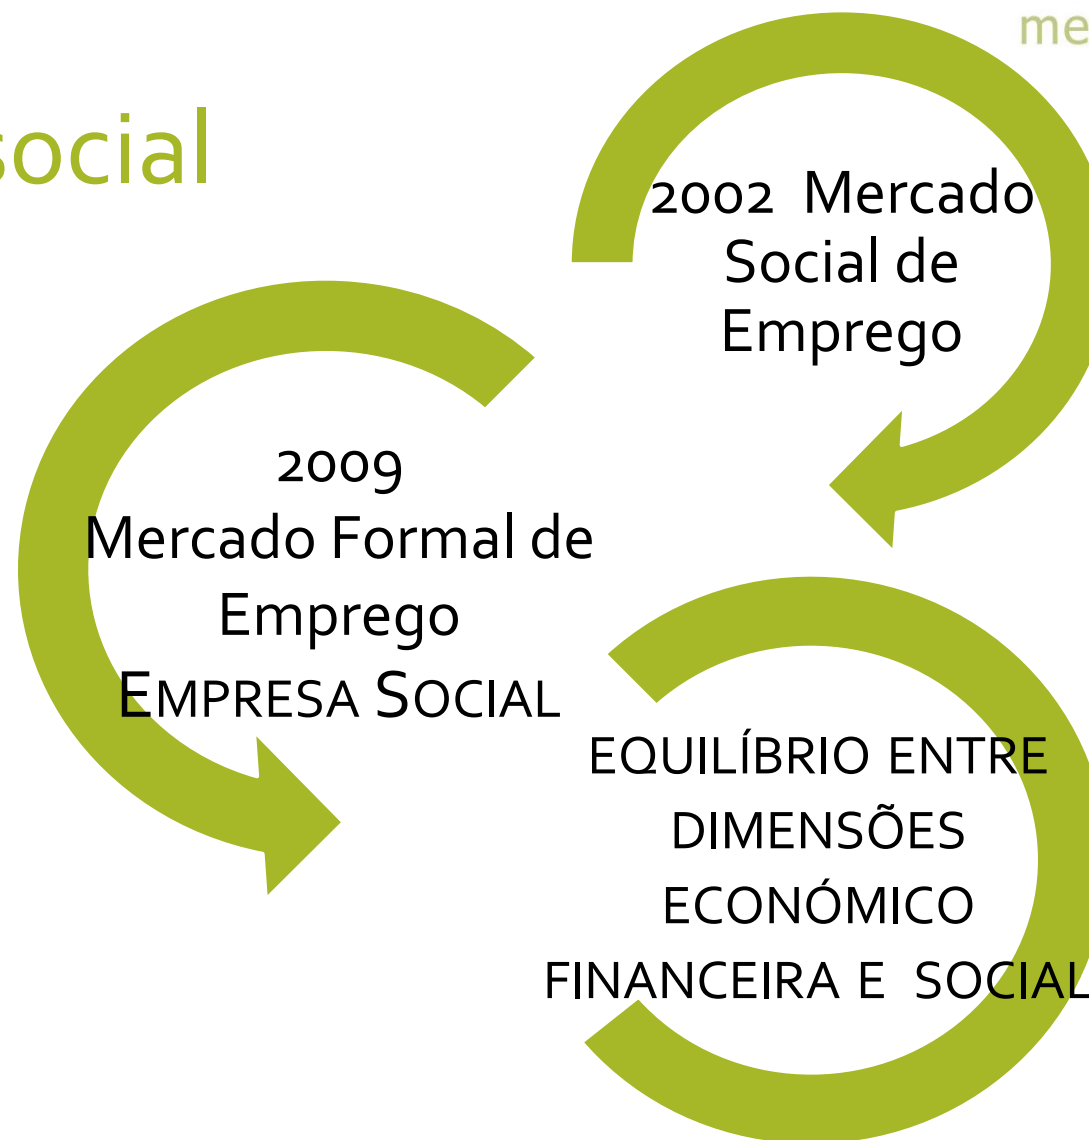 me
social
2002 Mercado
Social de
Emprego
2009
Mercado Formal de
Emprego
EMPRESA SOCIAL
EQUILÍBRIO ENTRE
DIMENSÕES
ECONÓMICO
FINANCEIRA E SOCIAL